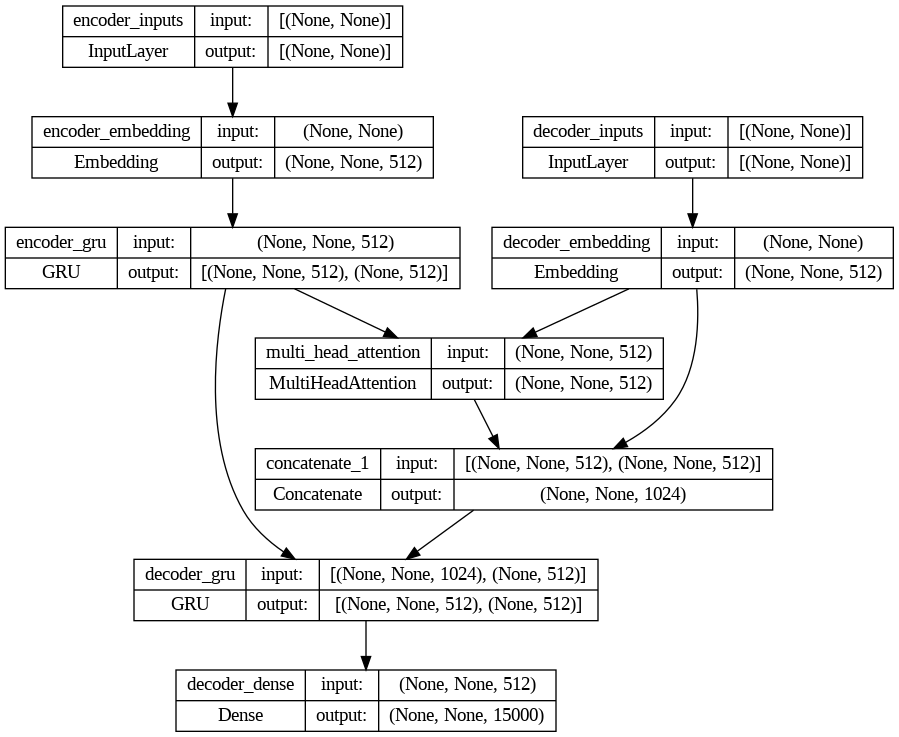 encoder_inputs input: [(None, None)]
InputLayer output: [(None, None)]
encoder_embedding input: (None, None)
Embedding output: (None, None, 512)
decoder_inputs input: [(None, None)]
InputLayer output: [(None, None)]
encoder_gru input: (None, None, 512)
GRU output: [(None, None, 512), (None, 512)]
decoder_embedding input: (None, None)
Embedding output: (None, None, 512)
multi_head_attention input: (None, None, 512)
MultiHeadAttention output: (None, None, 512)
concatenate_1 input: [(None, None, 512), (None, None, 512)]
Concatenate output: (None, None, 1024)
decoder_gru input: [(None, None, 1024), (None, 512)]
GRU output: [(None, None, 512), (None, 512)]
decoder_dense input: (None, None, 512)
Dense output: (None, None, 15000)